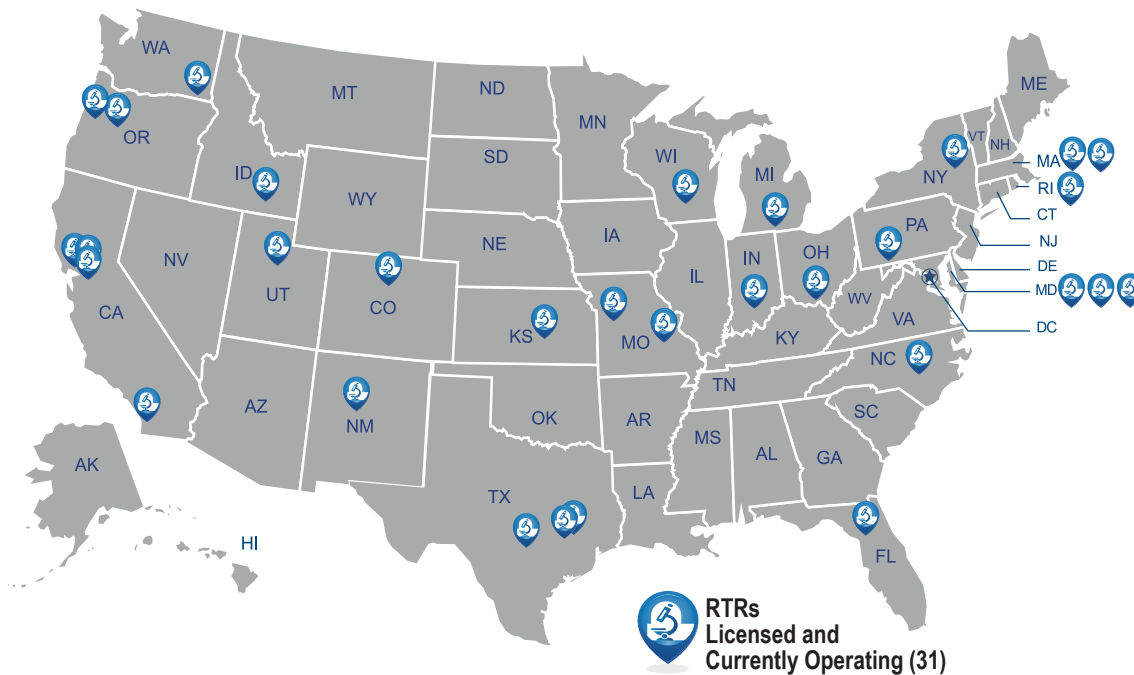 WA
MT
ND
MN
ME
OR
ID
SD
WI
MI
VT
NH
NY
MA
RI
CT
NJ
WY
IA
PA
NE
NV
UT
CO
IL
IN
OH
DE
MD
DC
CA
KS
MO
WV
VA
KY
NC
TN
AZ
NM
OK
AR
SC
MS
AL
GA
AK
TX
LA
FL
HI
RTRs
Licensed and
Currently Operating (31)